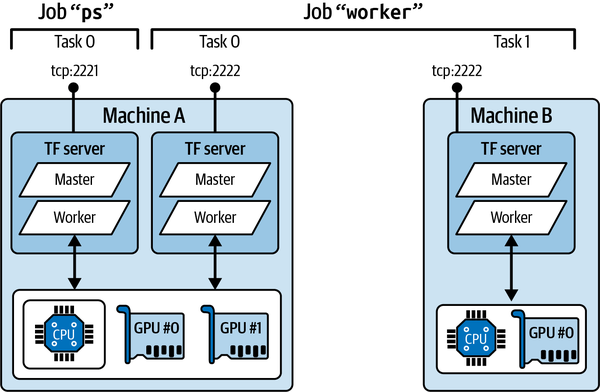 Job “ps”
Job “worker”
Task 0
Task 0
Task 1
tcp:2221
tcp:2222
tcp:2222
Machine A
Machine B
TF server
TF server
TF server
Master
Master
Master
Worker
Worker
Worker
CPU
GPU #0
GPU #1
CPU
GPU #0